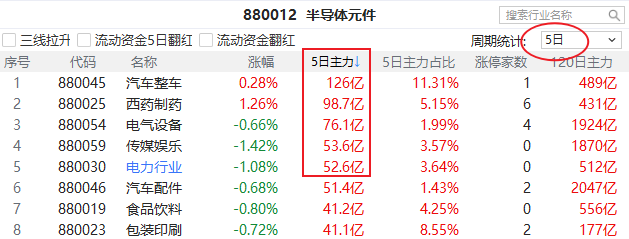 880012 半导体元件 搜索行业名称
三线拉升 流动资金5日翻红 流动资金翻红 周期统计: 5日
序号 代码 名称 涨幅 5日主力↓ 5日主力占比 涨停家数 120日主力
1 880045 汽车整车 0.28% 126亿 11.31% 1 489亿
2 880025 西药制药 1.26% 98.7亿 5.15% 6 431亿
3 880054 电气设备 -0.66% 76.1亿 1.99% 4 1924亿
4 880059 传媒娱乐 -1.42% 53.6亿 3.57% 0 1870亿
5 880030 电力行业 -1.08% 52.6亿 3.64% 0 512亿
6 880046 汽车配件 -0.68% 51.4亿 1.43% 2 2047亿
7 880019 食品饮料 -0.80% 41.2亿 4.25% 0 556亿
8 880023 包装印刷 -0.72% 41.1亿 8.55% 2 177亿